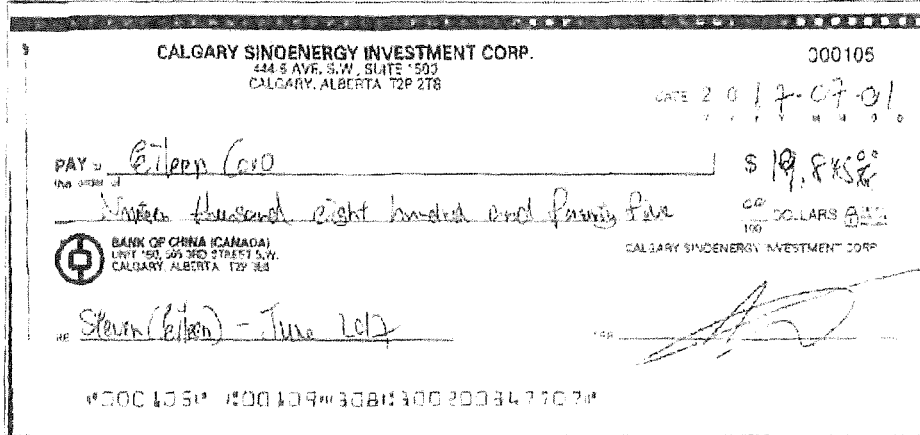 CALGARY SINOENERGY INVESTMENT CORP.
444-5 AVE. S.W., SUITE 1500
CALGARY, ALBERTA T2P 2T8
000105
DATE 2017-07-01
Y Y Y Y M M D D
PAY to the order of Eileen Cao
$ 19,845
Nineteen thousand eight hundred and Fourty Five 00/100 DOLLARS
BANK OF CHINA (CANADA)
CALGARY, ALBERTA
CALGARY SINOENERGY INVESTMENT CORP.
RE Steven (Eileen) - June 2017
PER